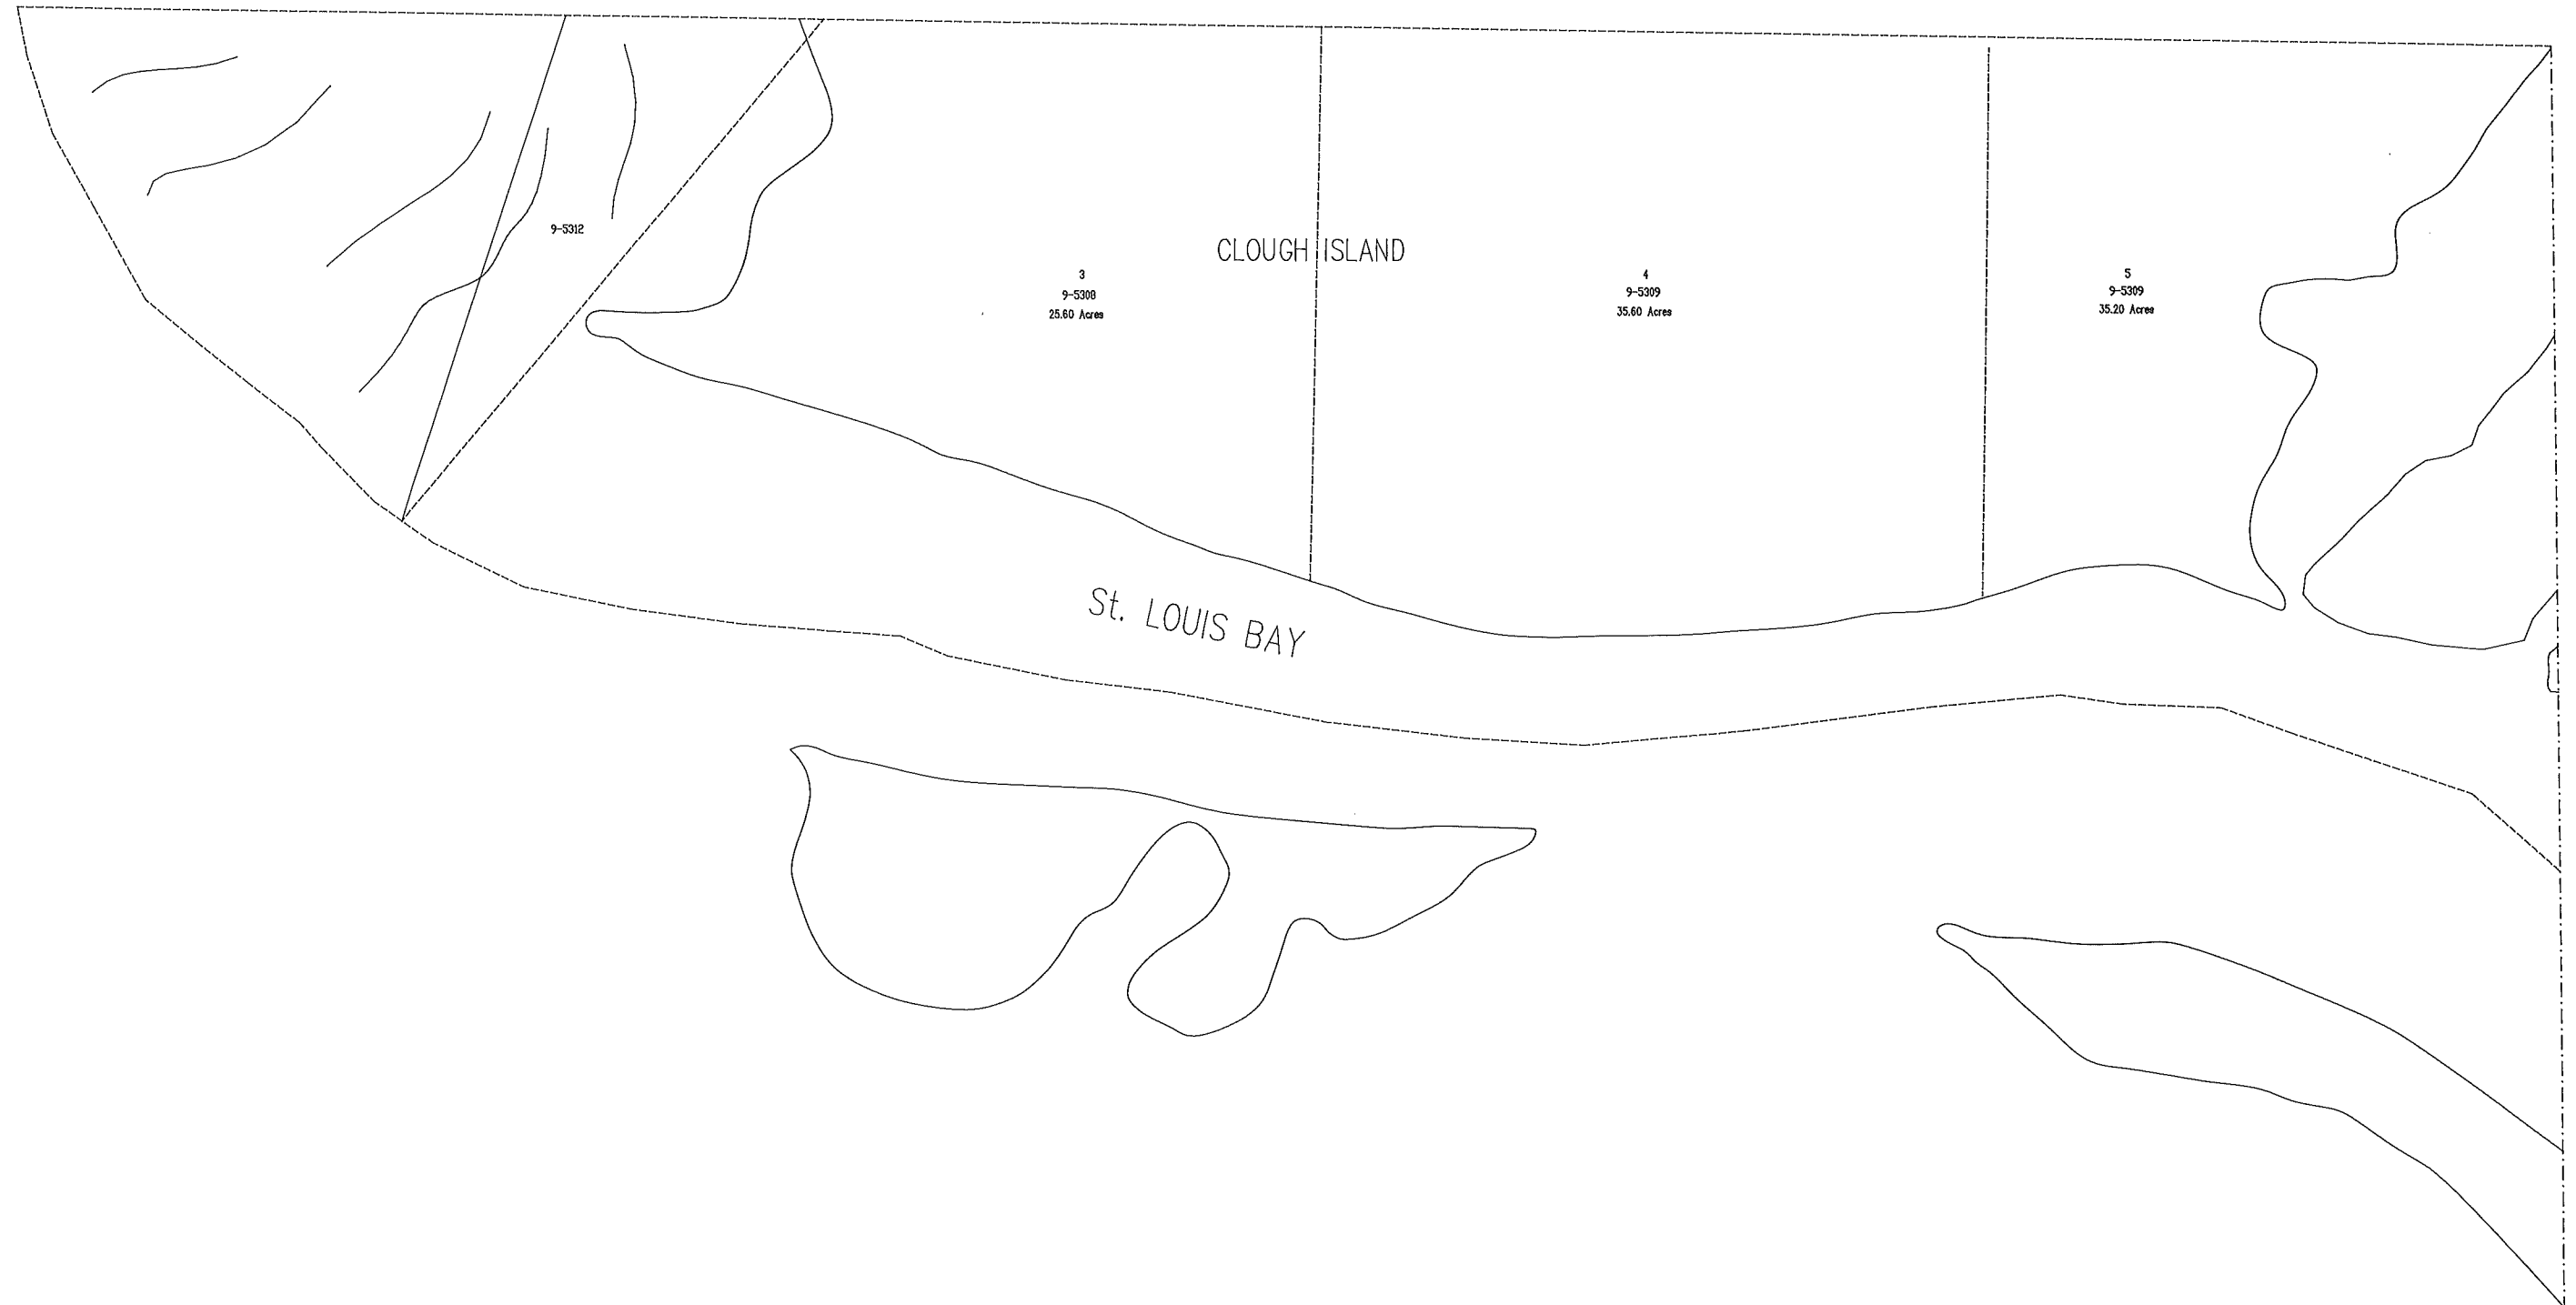 9-5312
CLOUGH ISLAND
3
9-5308
25.60 Acres
4
9-5309
35.60 Acres
5
9-5309
35.20 Acres
St. LOUIS BAY